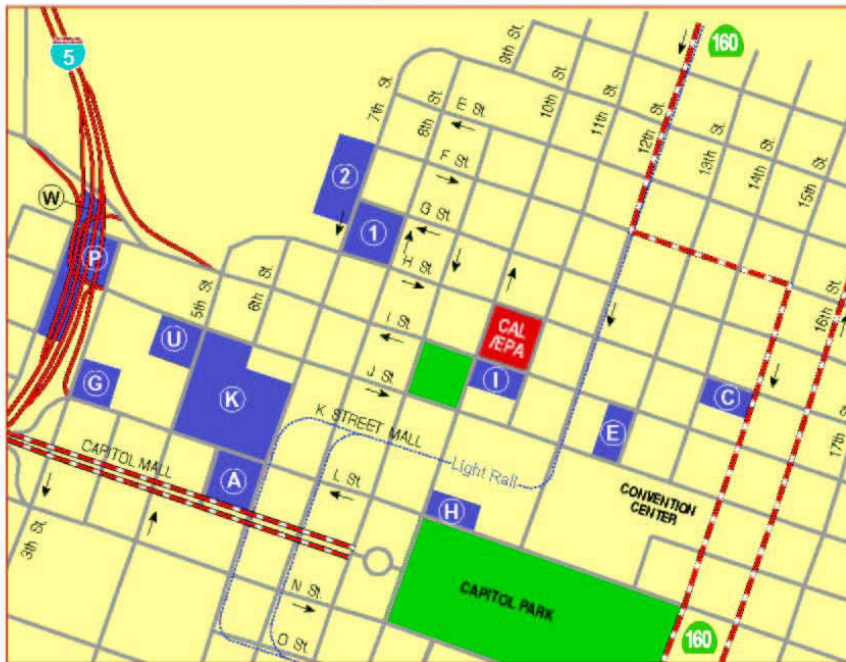 160
5
9th St.
7th St.
8th St.
E St.
10th St.
11th St.
12th St.
13th St.
14th St.
15th St.
F St.
2
W
1
G St.
P
H St.
5th St.
6th St.
16th St.
U
I St.
CAL
/EPA
G
K
J St.
I
C
K STREET MALL
E
17th St.
CAPITOL MALL
Light Rail
A
L St.
CONVENTION
CENTER
H
3th St.
N St.
CAPITOL PARK
O St.
160